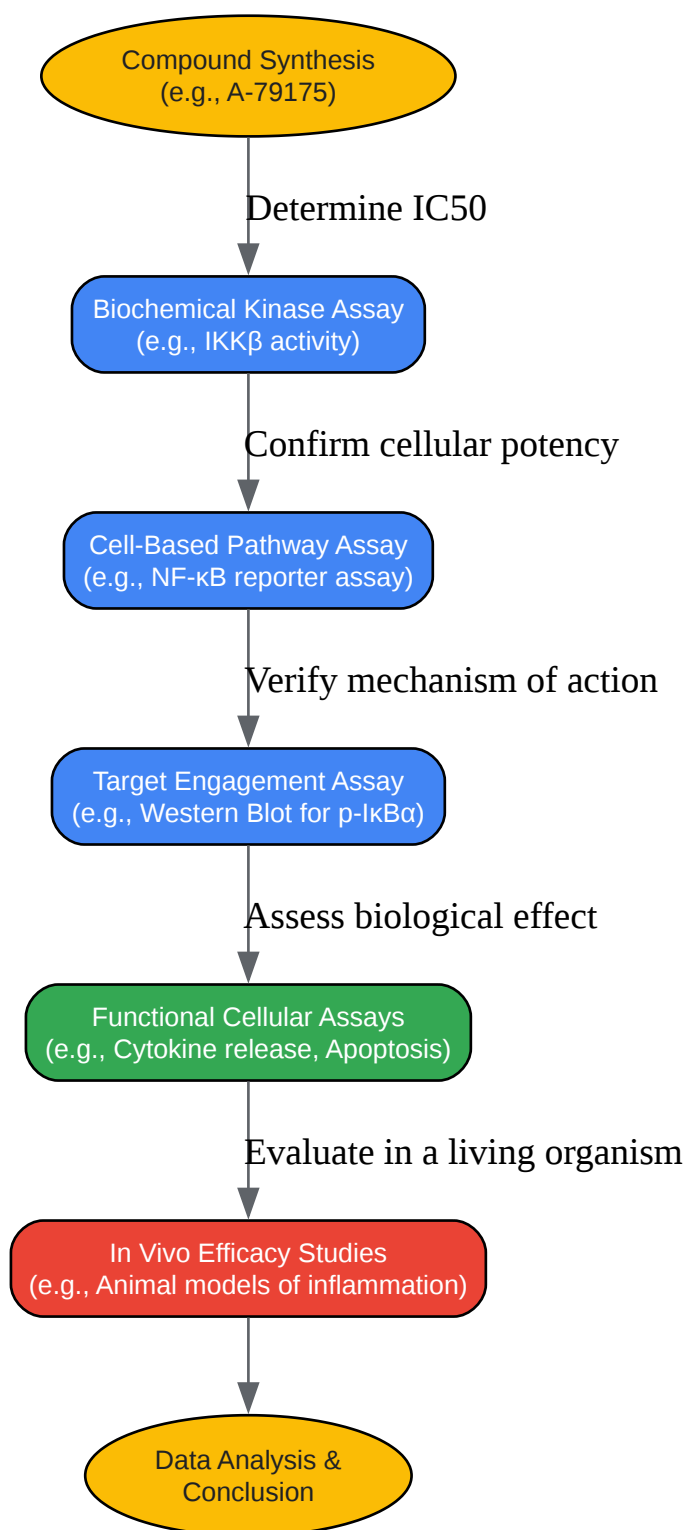 Compound Synthesis
(e.g., A-79175)
Determine IC50
Biochemical Kinase Assay
(e.g., IKKβ activity)
Confirm cellular potency
Cell-Based Pathway Assay
(e.g., NF-κB reporter assay)
Verify mechanism of action
Target Engagement Assay
(e.g., Western Blot for p-IκBα)
Assess biological effect
Functional Cellular Assays
(e.g., Cytokine release, Apoptosis)
Evaluate in a living organism
In Vivo Efficacy Studies
(e.g., Animal models of inflammation)
Data Analysis &
Conclusion